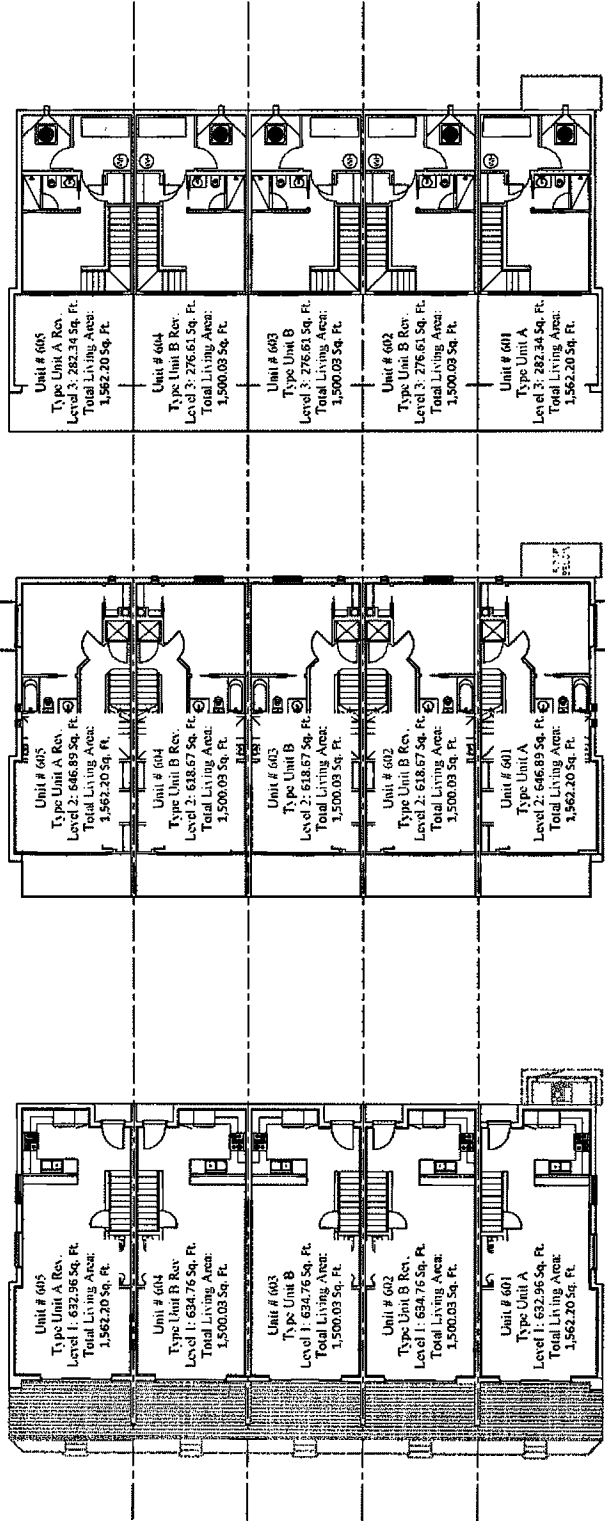 Unit # 605
Type Unit A Rev.
Level 3: 282.34 Sq. Ft.
Total Living Area:
1,562.20 Sq. Ft.
Unit # 604
Type Unit B Rev.
Level 3: 276.61 Sq. Ft.
Total Living Area:
1,500.03 Sq. Ft.
Unit # 603
Type Unit B
Level 3: 276.61 Sq. Ft.
Total Living Area:
1,500.03 Sq. Ft.
Unit # 602
Type Unit B Rev.
Level 3: 276.61 Sq. Ft.
Total Living Area:
1,500.03 Sq. Ft.
Unit # 601
Type Unit A
Level 3: 282.34 Sq. Ft.
Total Living Area:
1,562.20 Sq. Ft.
Unit # 605
Type Unit A Rev.
Level 2: 646.89 Sq. Ft.
Total Living Area:
1,562.20 Sq. Ft.
Unit # 604
Type Unit B Rev.
Level 2: 618.67 Sq. Ft.
Total Living Area:
1,500.03 Sq. Ft.
Unit # 603
Type Unit B
Level 2: 618.67 Sq. Ft.
Total Living Area:
1,500.03 Sq. Ft.
Unit # 602
Type Unit B Rev.
Level 2: 618.67 Sq. Ft.
Total Living Area:
1,500.03 Sq. Ft.
Unit # 601
Type Unit A
Level 2: 646.89 Sq. Ft.
Total Living Area:
1,562.20 Sq. Ft.
Unit # 605
Type Unit A Rev.
Level 1: 632.96 Sq. Ft.
Total Living Area:
1,562.20 Sq. Ft.
Unit # 604
Type Unit B Rev.
Level 1: 634.76 Sq. Ft.
Total Living Area:
1,500.03 Sq. Ft.
Unit # 603
Type Unit B
Level 1: 634.76 Sq. Ft.
Total Living Area:
1,500.03 Sq. Ft.
Unit # 602
Type Unit B Rev.
Level 1: 634.76 Sq. Ft.
Total Living Area:
1,500.03 Sq. Ft.
Unit # 601
Type Unit A
Level 1: 632.96 Sq. Ft.
Total Living Area:
1,562.20 Sq. Ft.